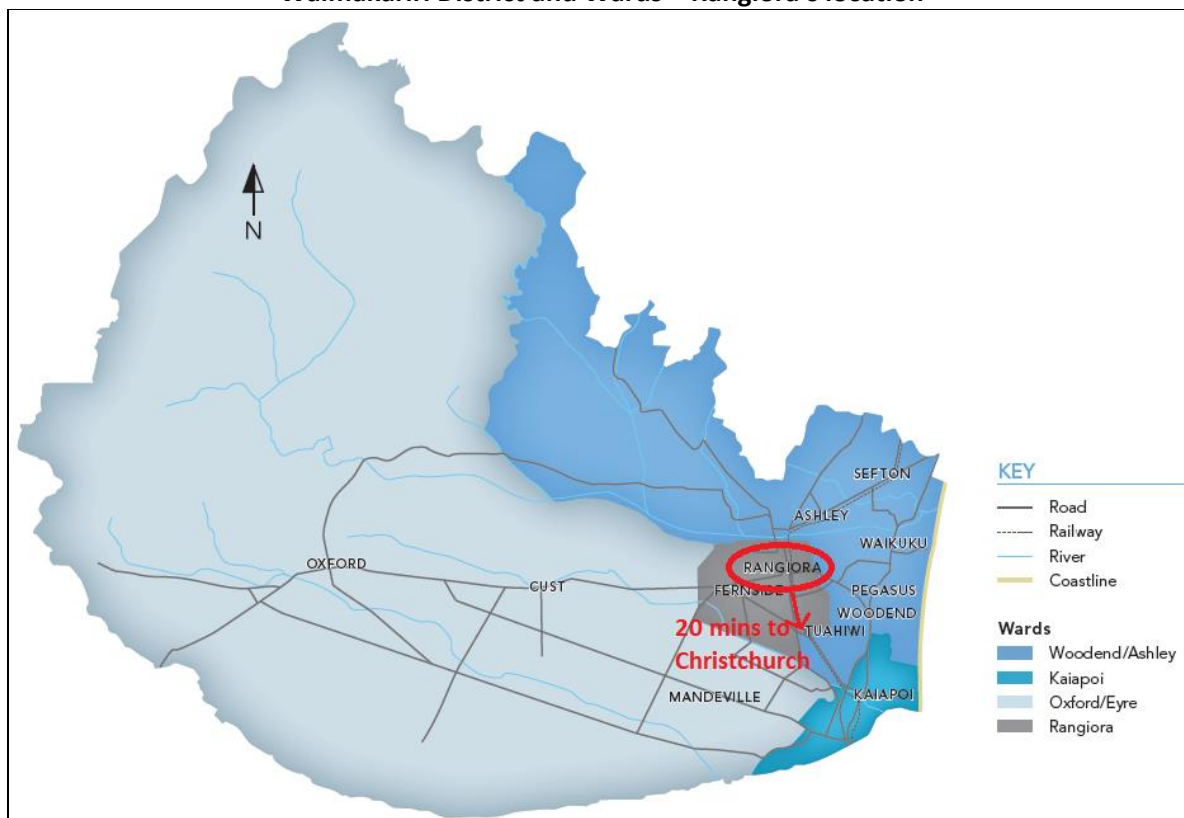 Waimakariri District and Wards – Rangiora's location
N
SEFTON
ASHLEY
WAIKUKU
OXFORD
RANGIORA
CUST
FERNSIDE
PEGASUS
WOODEND
TUAHIWI
20 mins to
Christchurch
MANDEVILLE
KAIAPOI
KEY
Road
Railway
River
Coastline
Wards
Woodend/Ashley
Kaiapoi
Oxford/Eyre
Rangiora